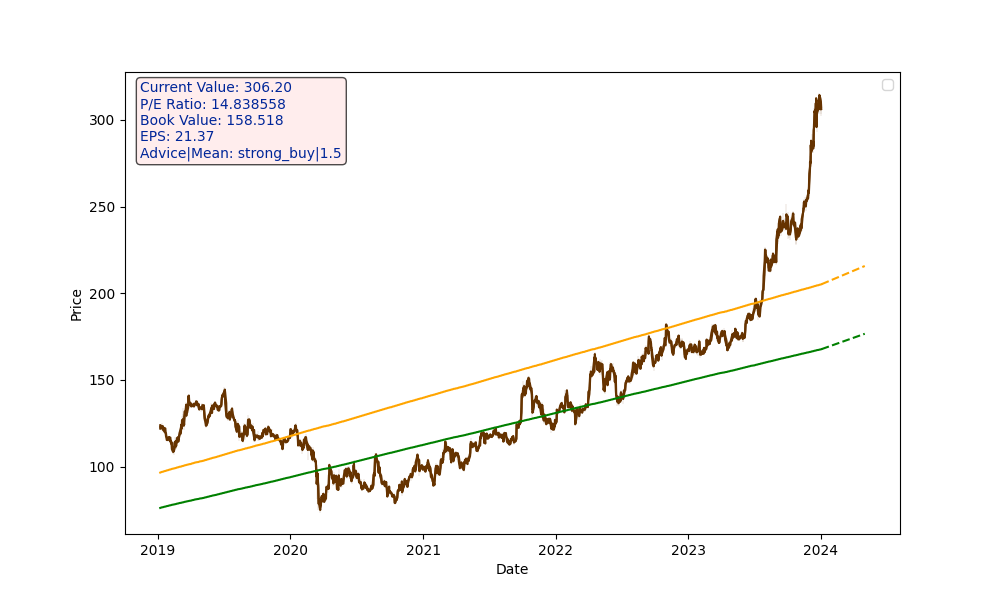 Current Value: 306.20
P/E Ratio: 14.838558
Book Value: 158.518
EPS: 21.37
Advice|Mean: strong_buy|1.5
300
250
200
150
100
Price
2019 2020 2021 2022 2023 2024
Date